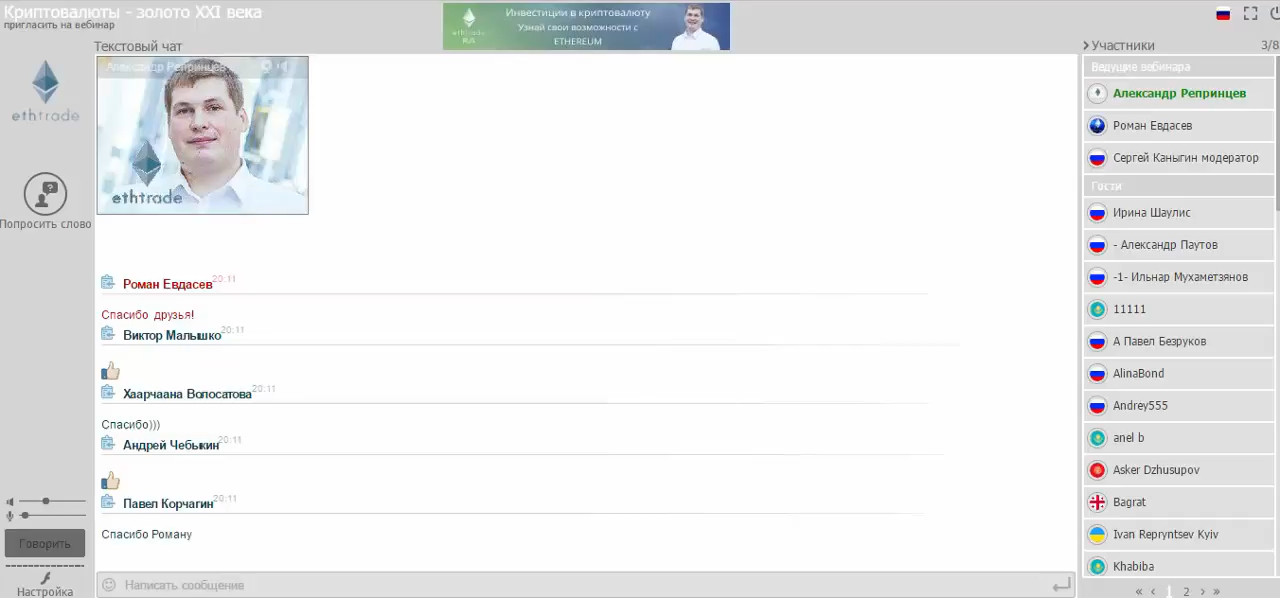 Криптовалюты - золото XXI века
пригласить на вебинар
Инвестиции в криптовалюту
Узнай свои возможности с
ETHEREUM
ethtrade
RUS
Текстовый чат
Участники 3/8
Ведущие вебинара
Александр Репринцев
Роман Евдасев
Сергей Каныгин модератор
Гости
Ирина Шаулис
- Александр Паутов
-1- Ильнар Мухаметзянов
11111
А Павел Безруков
AlinaBond
Andrey555
anel b
Asker Dzhusupov
Bagrat
Ivan Repryntsev Kyiv
Khabiba
« ‹ 1 2 › »
ethtrade
Попросить слово
Говорить
Настройка
Александр Репринцев
ethtrade
Роман Евдасев 20:11
Спасибо друзья!
Виктор Малышко 20:11
Хаарчаана Волосатова 20:11
Спасибо)))
Андрей Чебыкин 20:11
Павел Корчагин 20:11
Спасибо Роману
Написать сообщение